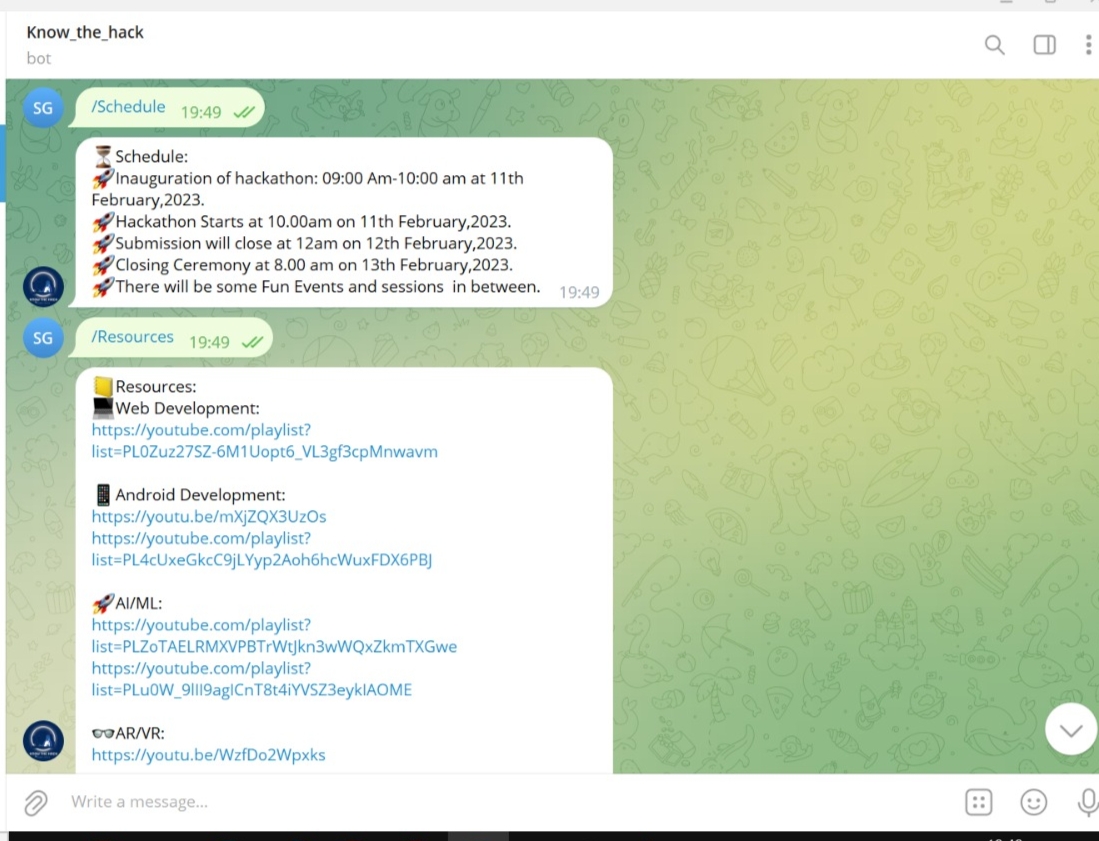 Know_the_hack
bot
SG
/Schedule 19:49
Schedule:
Inauguration of hackathon: 09:00 Am-10:00 am at 11th
February,2023.
Hackathon Starts at 10.00am on 11th February,2023.
Submission will close at 12am on 12th February,2023.
Closing Ceremony at 8.00 am on 13th February,2023.
There will be some Fun Events and sessions in between. 19:49
SG
/Resources 19:49
Resources:
Web Development:
https://youtube.com/playlist?
list=PL0Zuz27SZ-6M1Uopt6_VL3gf3cpMnwavm
Android Development:
https://youtu.be/mXjZQX3UzOs
https://youtube.com/playlist?
list=PL4cUxeGkcC9jLYyp2Aoh6hcWuxFDX6PBJ
AI/ML:
https://youtube.com/playlist?
list=PLZoTAELRMXVPBTrWtJkn3wWQxZkmTXGwe
https://youtube.com/playlist?
list=PLu0W_9lII9agICnT8t4iYVSZ3eykIAOME
AR/VR:
https://youtu.be/WzfDo2Wpxks
Write a message...